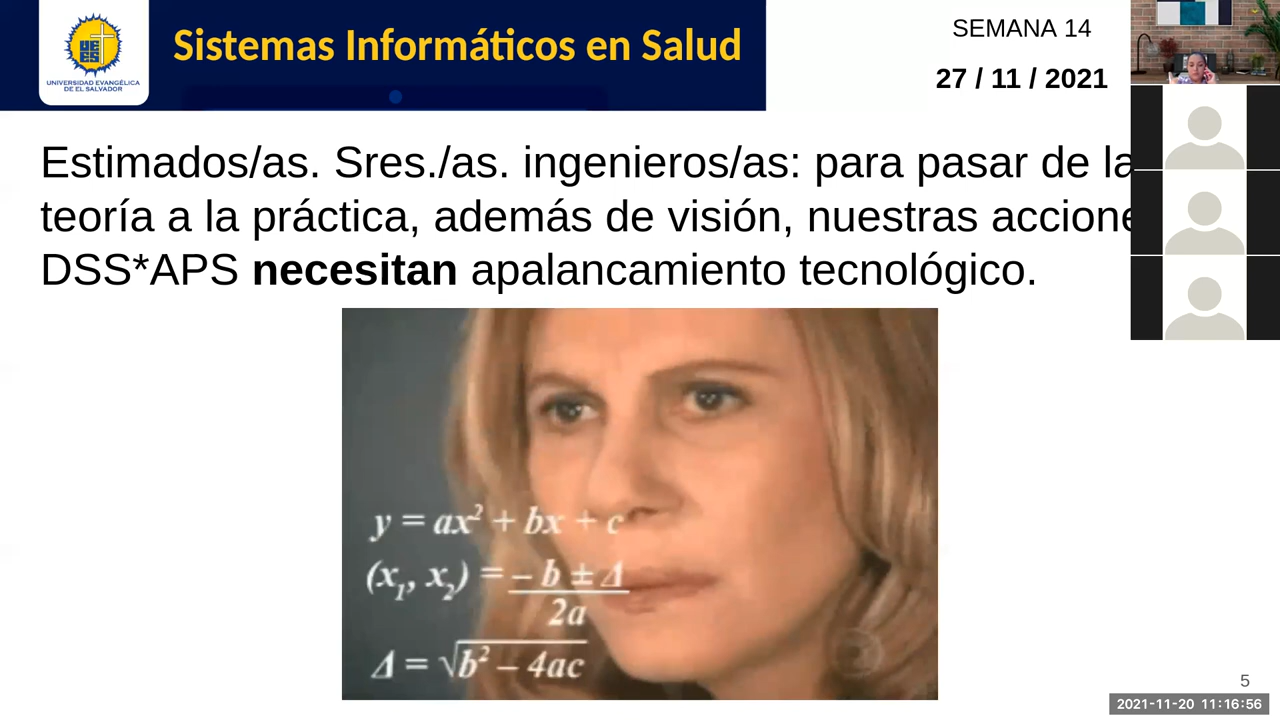 Sistemas Informáticos en Salud
UNIVERSIDAD EVANGÉLICA
DE EL SALVADOR
SEMANA 14
27 / 11 / 2021
Estimados/as. Sres./as. ingenieros/as: para pasar de la
teoría a la práctica, además de visión, nuestras accione
DSS*APS necesitan apalancamiento tecnológico.
y = ax² + bx + c
(x₁, x₂) = – b ± Δ
2a
Δ = √b² – 4ac
5
2021-11-20 11:16:56